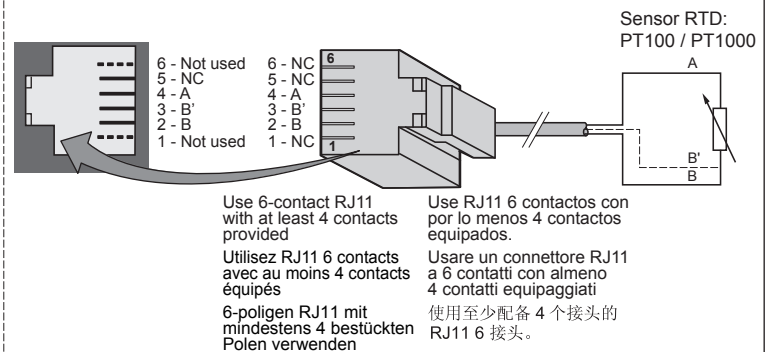 Sensor RTD:
PT100 / PT1000
A
6 - Not used
5 - NC
4 - A
3 - B'
2 - B
1 - Not used
6 - NC
5 - NC
4 - A
3 - B'
2 - B
1 - NC
6
1
B'
B
Use 6-contact RJ11
with at least 4 contacts
provided
Utilisez RJ11 6 contacts
avec au moins 4 contacts
équipés
6-poligen RJ11 mit
mindestens 4 bestückten
Polen verwenden
Use RJ11 6 contactos con
por lo menos 4 contactos
equipados.
Usare un connettore RJ11
a 6 contatti con almeno
4 contatti equipaggiati
使用至少配备 4 个接头的
RJ11 6 接头。